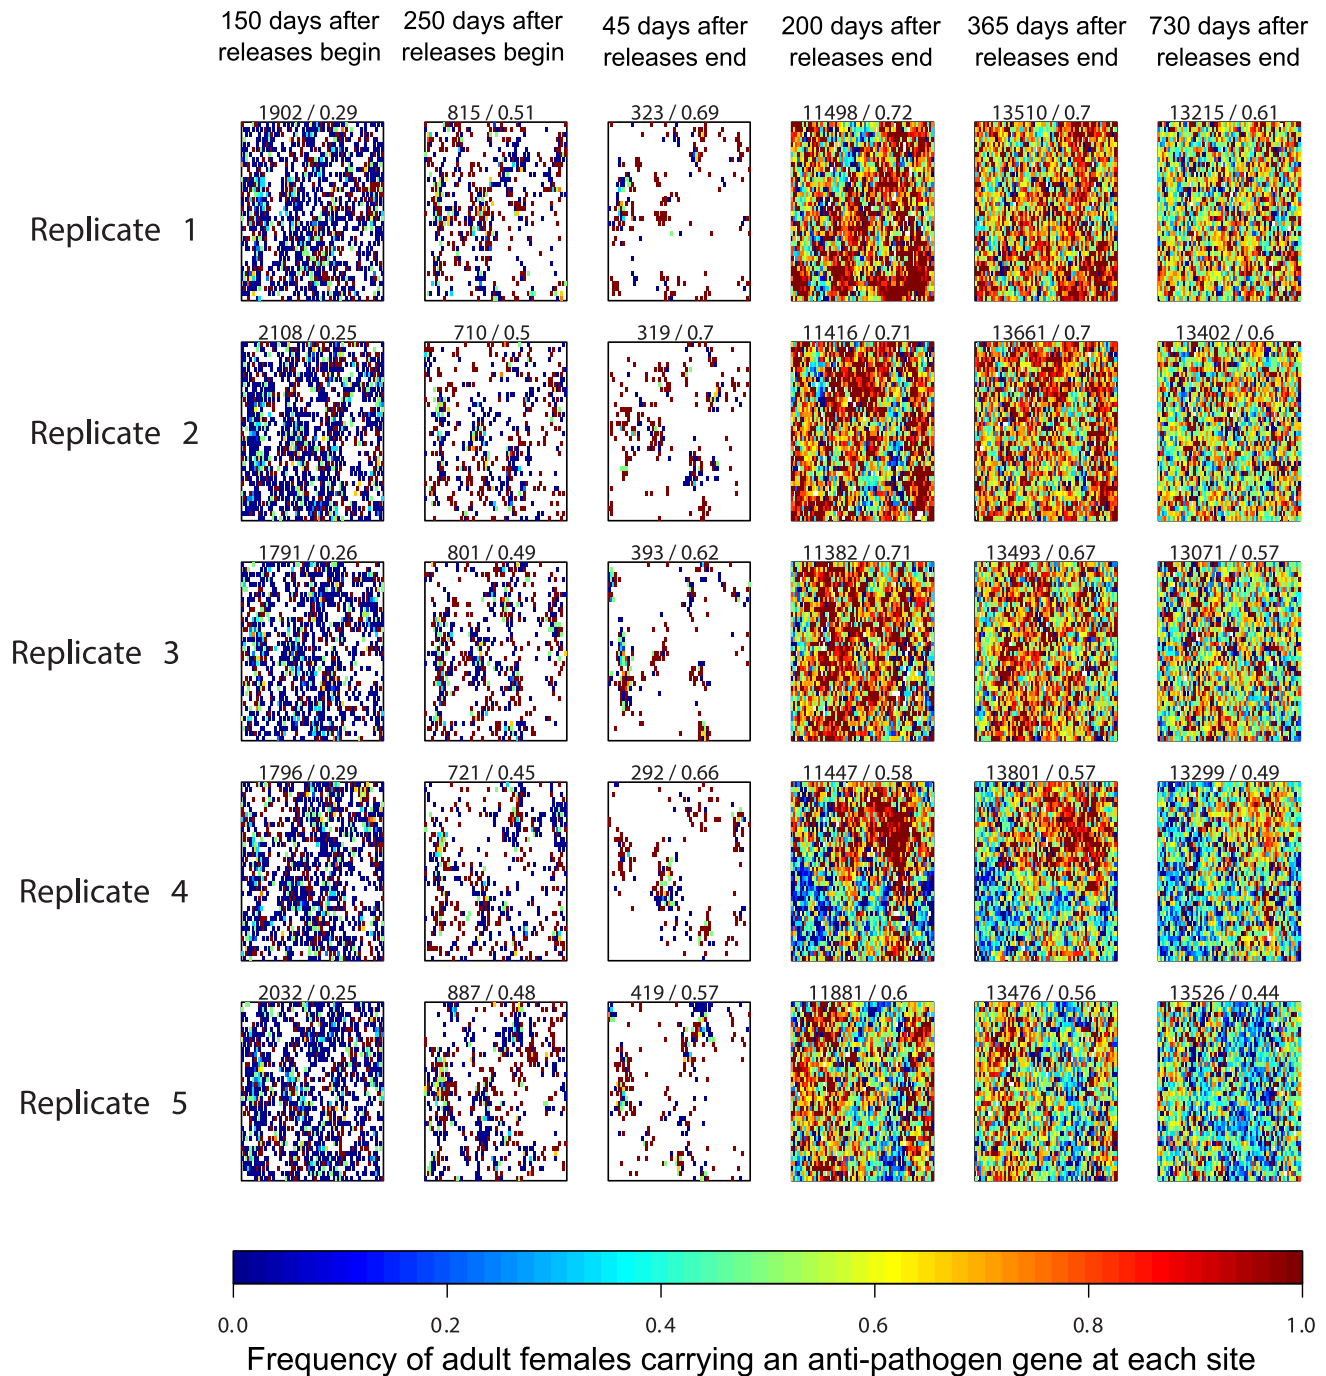 150 days after
releases begin
250 days after
releases begin
45 days after
releases end
200 days after
releases end
365 days after
releases end
730 days after
releases end
1902 / 0.29
815 / 0.51
323 / 0.69
11498 / 0.72
13510 / 0.7
13215 / 0.61
Replicate 1
2108 / 0.25
710 / 0.5
319 / 0.7
11416 / 0.71
13661 / 0.7
13402 / 0.6
Replicate 2
1791 / 0.26
801 / 0.49
393 / 0.62
11382 / 0.71
13493 / 0.67
13071 / 0.57
Replicate 3
1796 / 0.29
721 / 0.45
292 / 0.66
11447 / 0.58
13801 / 0.57
13299 / 0.49
Replicate 4
2032 / 0.25
887 / 0.48
419 / 0.57
11881 / 0.6
13476 / 0.56
13526 / 0.44
Replicate 5
0.0
0.2
0.4
0.6
0.8
1.0
Frequency of adult females carrying an anti-pathogen gene at each site